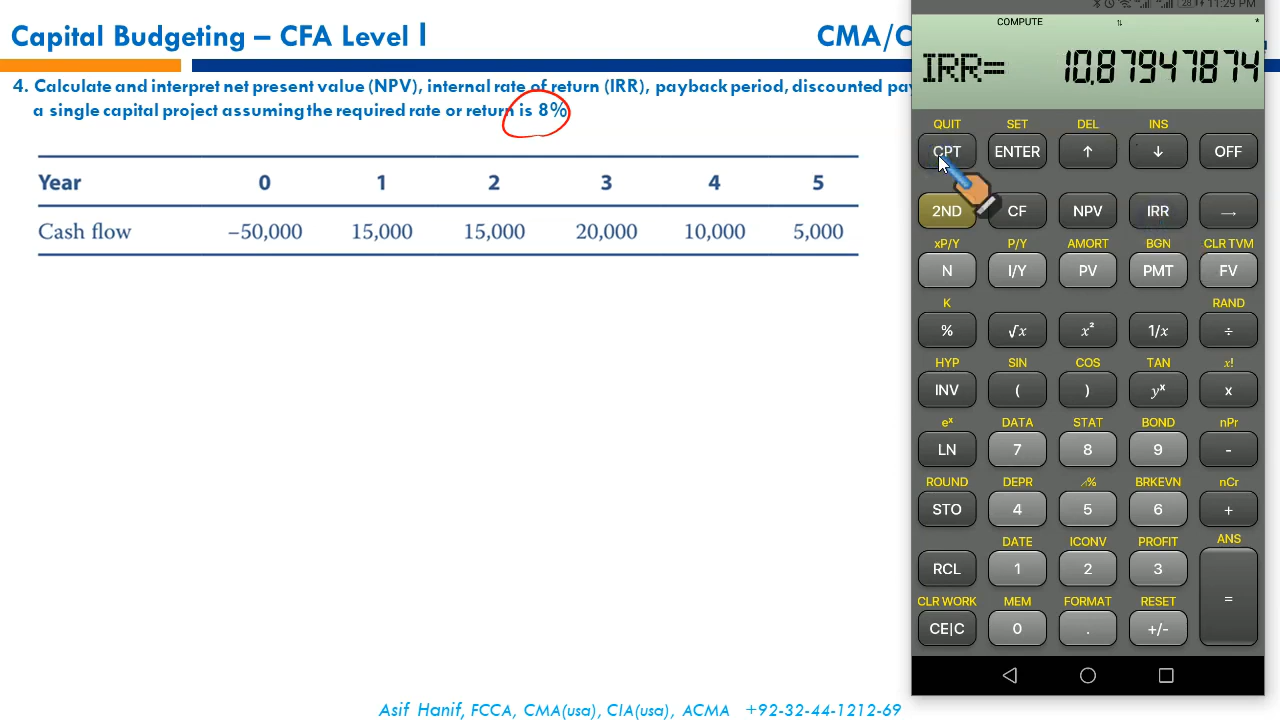 Capital Budgeting – CFA Level I
CMA/C
4. Calculate and interpret net present value (NPV), internal rate of return (IRR), payback period, discounted pay
a single capital project assuming the required rate or return is 8%
Year 0 1 2 3 4 5
Cash flow –50,000 15,000 15,000 20,000 10,000 5,000
Asif Hanif, FCCA, CMA(usa), CIA(usa), ACMA +92-32-44-1212-69
28 11:29 PM
COMPUTE *
IRR= 10.87947874
QUIT SET DEL INS
CPT ENTER ↑ ↓ OFF
2ND CF NPV IRR →
xP/Y P/Y AMORT BGN CLR TVM
N I/Y PV PMT FV
K RAND
% √x x² 1/x ÷
HYP SIN COS TAN x!
INV ( ) yˣ x
eˣ DATA STAT BOND nPr
LN 7 8 9 -
ROUND DEPR Δ% BRKEVN nCr
STO 4 5 6 +
DATE ICONV PROFIT ANS
RCL 1 2 3 =
CLR WORK MEM FORMAT RESET
CE|C 0 . +/-